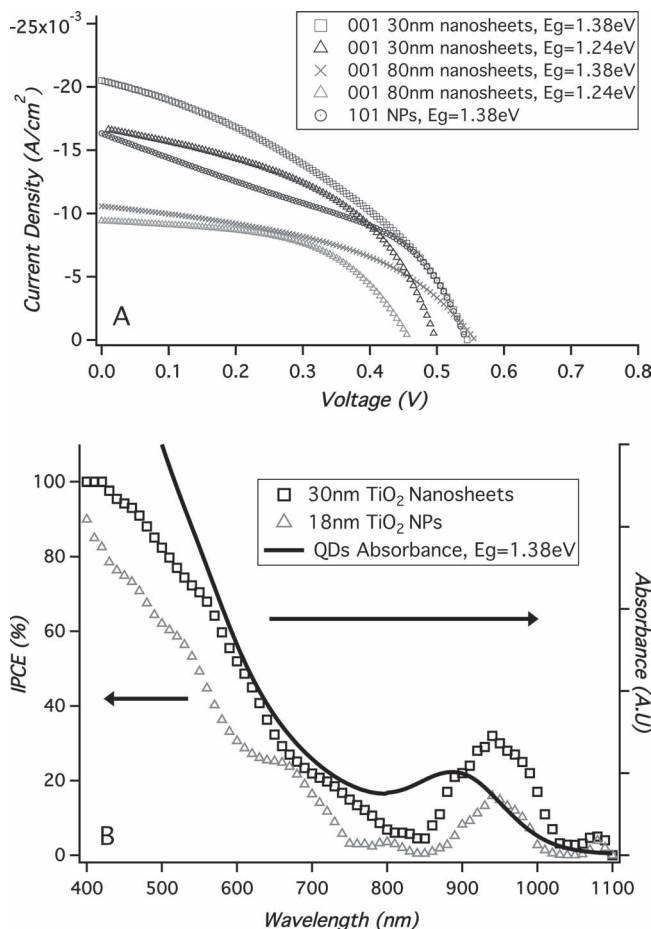 -25x10⁻³
-20
-15
-10
-5
0
Current Density (A/cm²)
001 30nm nanosheets, Eg=1.38eV
001 30nm nanosheets, Eg=1.24eV
001 80nm nanosheets, Eg=1.38eV
001 80nm nanosheets, Eg=1.24eV
101 NPs, Eg=1.38eV
A
0.0 0.1 0.2 0.3 0.4 0.5 0.6 0.7 0.8
Voltage (V)
100
80
60
40
20
0
IPCE (%)
30nm TiO₂ Nanosheets
18nm TiO₂ NPs
QDs Absorbance, Eg=1.38eV
Absorbance (A.U)
B
400 500 600 700 800 900 1000 1100
Wavelength (nm)